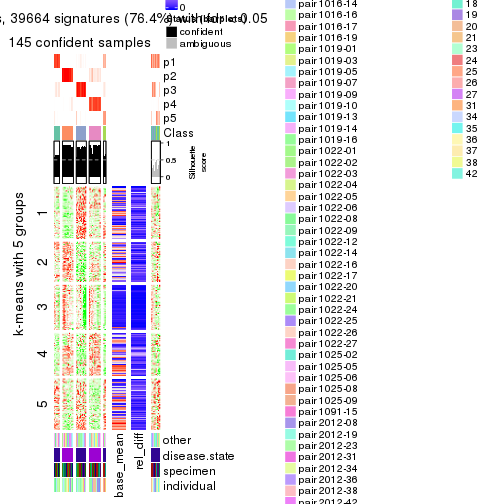 0
s, 39664 signatures (76.4%) with fdr < 0.05
confident
ambiguous
145 confident samples
p1
p2
p3
p4
p5
Class
1
0.5
0
Silhouette
score
k-means with 5 groups
1
2
3
4
5
base_mean
rel_diff
other
disease.state
specimen
individual
pair1016-14
pair1016-16
pair1016-17
pair1016-19
pair1019-01
pair1019-03
pair1019-05
pair1019-07
pair1019-09
pair1019-10
pair1019-13
pair1019-14
pair1019-16
pair1022-01
pair1022-02
pair1022-03
pair1022-04
pair1022-05
pair1022-06
pair1022-08
pair1022-09
pair1022-12
pair1022-14
pair1022-16
pair1022-17
pair1022-20
pair1022-21
pair1022-24
pair1022-25
pair1022-26
pair1022-27
pair1025-02
pair1025-05
pair1025-06
pair1025-08
pair1025-09
pair1091-15
pair2012-08
pair2012-19
pair2012-23
pair2012-31
pair2012-34
pair2012-36
pair2012-38
pair2012-42
18
19
20
21
23
24
25
26
27
31
34
35
36
37
38
42